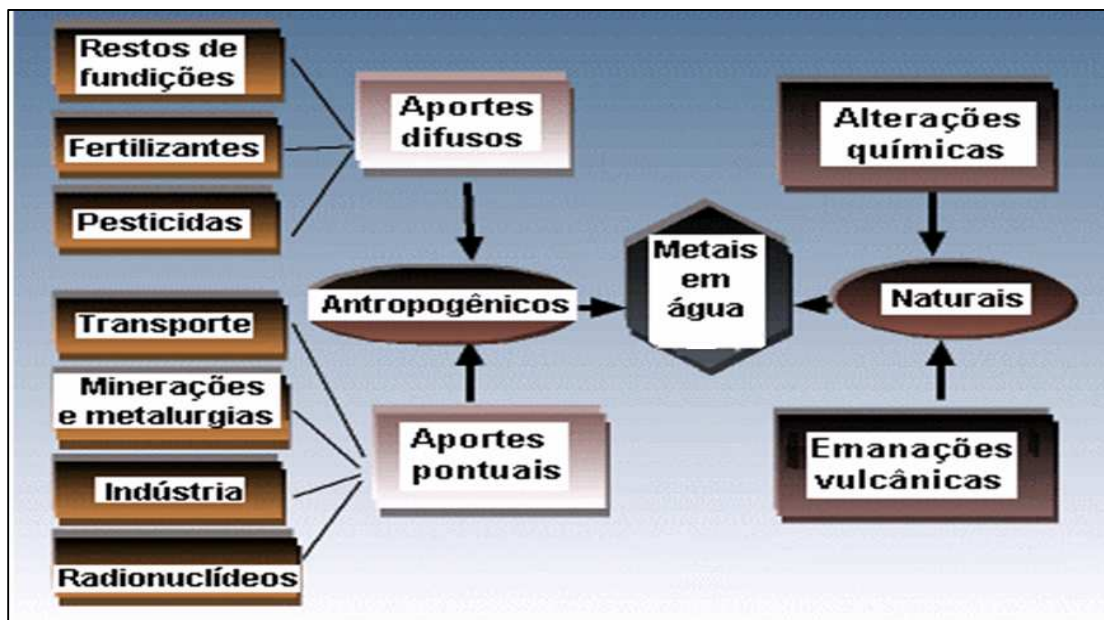 Restos de
fundições
Fertilizantes
Pesticidas
Aportes
difusos
Transporte
Minerações
e metalurgias
Indústria
Radionuclídeos
Aportes
pontuais
Antropogênicos
Metais
em
água
Alterações
químicas
Naturais
Emanações
vulcânicas